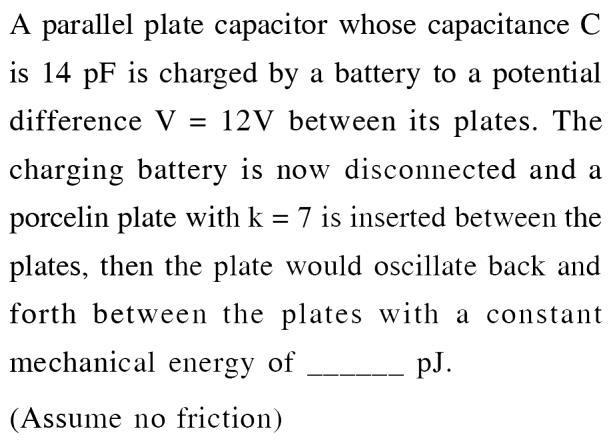 A parallel plate capacitor whose capacitance C
is 14 pF is charged by a battery to a potential
difference V = 12V between its plates. The
charging battery is now disconnected and a
porcelin plate with k = 7 is inserted between the
plates, then the plate would oscillate back and
forth between the plates with a constant
mechanical energy of ______ pJ.
(Assume no friction)